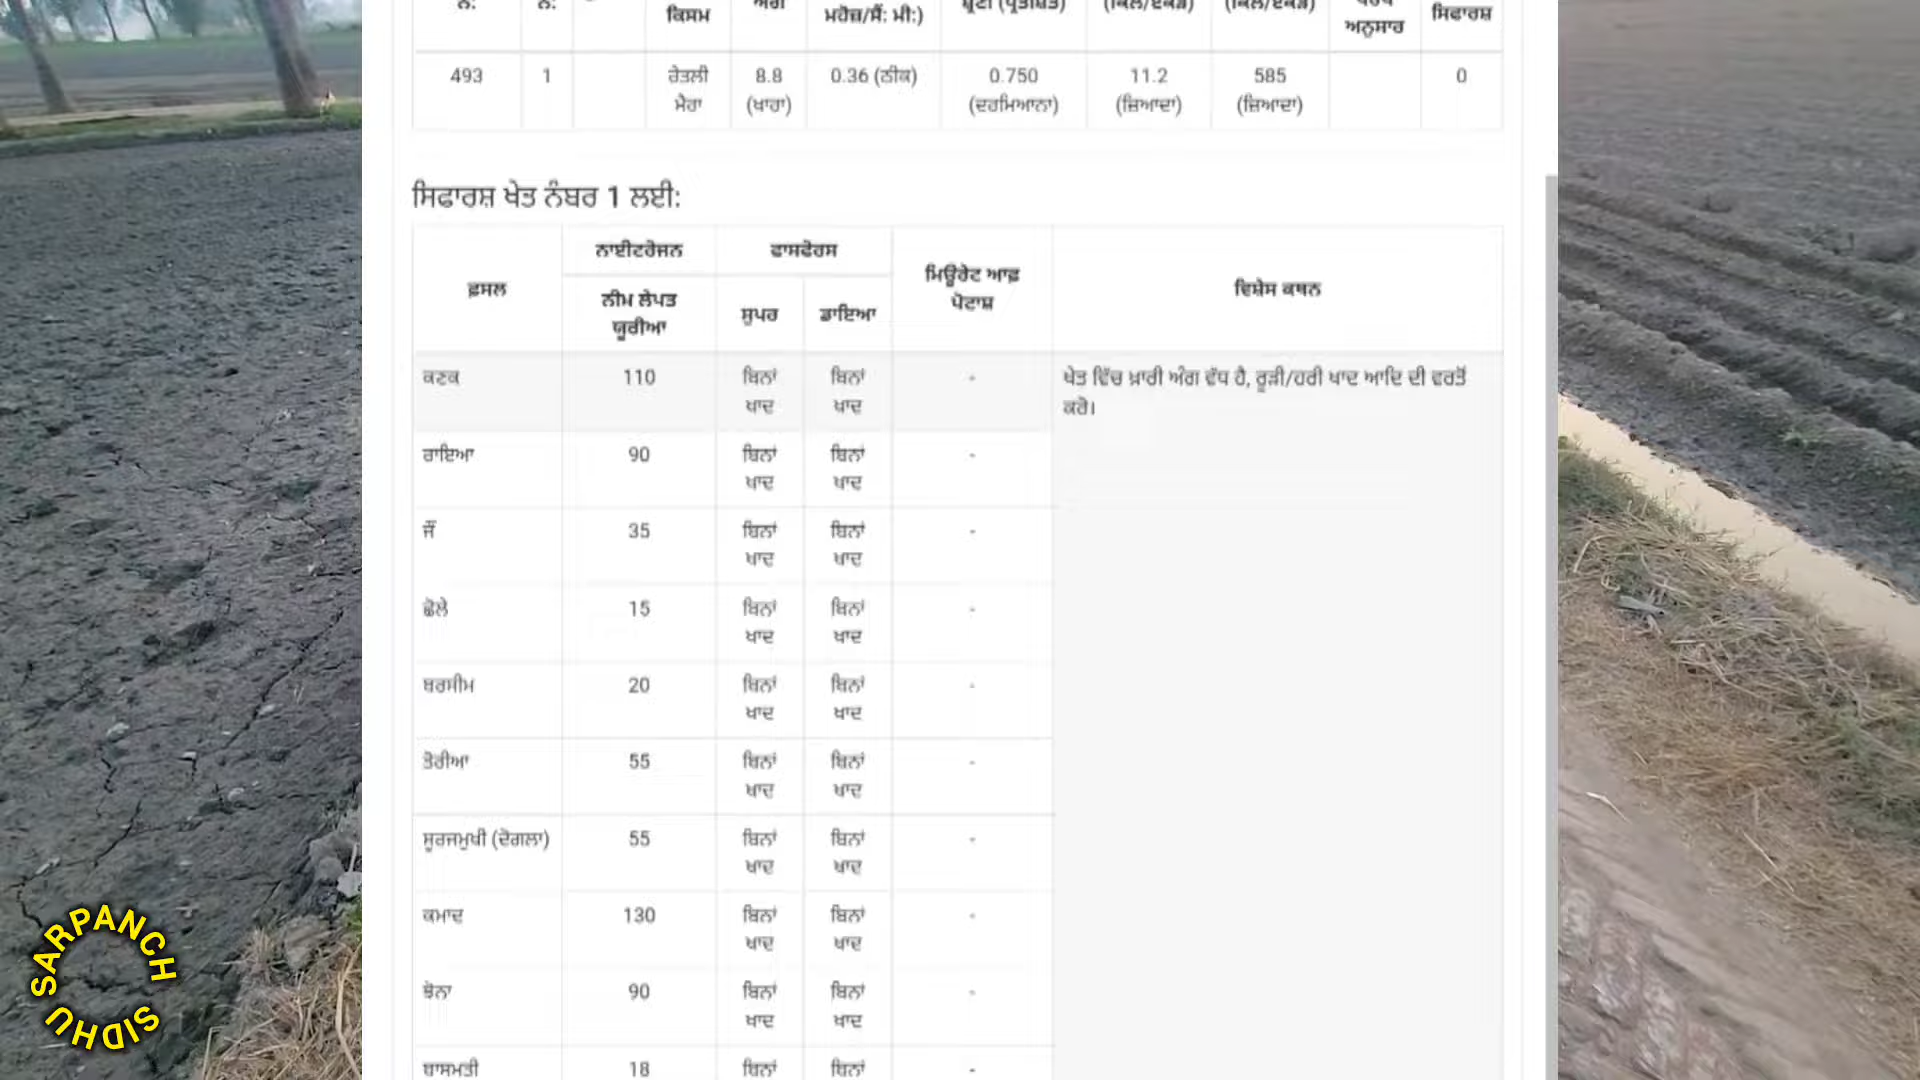 ਨੰ: ਨੰ: ਕਿਸਮ ਅੰਗ ਮਹੋਜ਼/ਸੈਂ: ਮੀ:) (ਪ੍ਰਤੀਸ਼ਤ) (ਕਿਲੋ/ਏਕੜ) (ਕਿਲੋ/ਏਕੜ) ਅਨੁਸਾਰ ਸਿਫਾਰਸ਼
493 1 ਰੇਤਲੀ 8.8 0.36 (ਠੀਕ) 0.750 11.2 585 0
ਮੈਰਾ (ਖਾਰਾ) (ਦਰਮਿਆਨਾ) (ਜ਼ਿਆਦਾ) (ਜ਼ਿਆਦਾ)
ਸਿਫਾਰਸ਼ ਖੇਤ ਨੰਬਰ 1 ਲਈ:
ਫ਼ਸਲ ਨਾਈਟਰੋਜਨ ਫਾਸਫੋਰਸ ਮਿਊਰੇਟ ਆਫ਼ ਪੋਟਾਸ਼ ਵਿਸ਼ੇਸ ਕਥਨ
ਨੀਮ ਲੇਪਤ ਯੂਰੀਆ ਸੁਪਰ ਡਾਇਆ
ਕਣਕ 110 ਬਿਨਾਂ ਖਾਦ ਬਿਨਾਂ ਖਾਦ - ਖੇਤ ਵਿੱਚ ਖ਼ਾਰੀ ਅੰਗ ਵੱਧ ਹੈ, ਰੂੜੀ/ਹਰੀ ਖਾਦ ਆਦਿ ਦੀ ਵਰਤੋਂ
ਕਰੋ।
ਰਾਇਆ 90 ਬਿਨਾਂ ਖਾਦ ਬਿਨਾਂ ਖਾਦ -
ਜੌਂ 35 ਬਿਨਾਂ ਖਾਦ ਬਿਨਾਂ ਖਾਦ -
ਛੋਲੇ 15 ਬਿਨਾਂ ਖਾਦ ਬਿਨਾਂ ਖਾਦ -
ਬਰਸੀਮ 20 ਬਿਨਾਂ ਖਾਦ ਬਿਨਾਂ ਖਾਦ -
ਤੋਰੀਆ 55 ਬਿਨਾਂ ਖਾਦ ਬਿਨਾਂ ਖਾਦ -
ਸੂਰਜਮੁਖੀ (ਦੋਗਲਾ) 55 ਬਿਨਾਂ ਖਾਦ ਬਿਨਾਂ ਖਾਦ -
ਕਮਾਦ 130 ਬਿਨਾਂ ਖਾਦ ਬਿਨਾਂ ਖਾਦ -
ਝੋਨਾ 90 ਬਿਨਾਂ ਖਾਦ ਬਿਨਾਂ ਖਾਦ -
ਬਾਸਮਤੀ 18 ਬਿਨਾਂ ਬਿਨਾਂ -
SARPANCH SIDHU